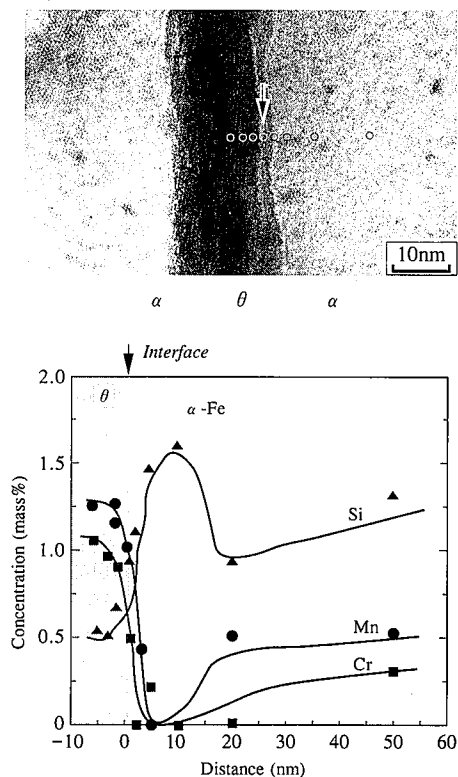 10nm
α θ α
Interface
2.0
1.5
1.0
0.5
0
θ
α -Fe
Si
Mn
Cr
−10 0 10 20 30 40 50 60
Concentration (mass%)
Distance (nm)